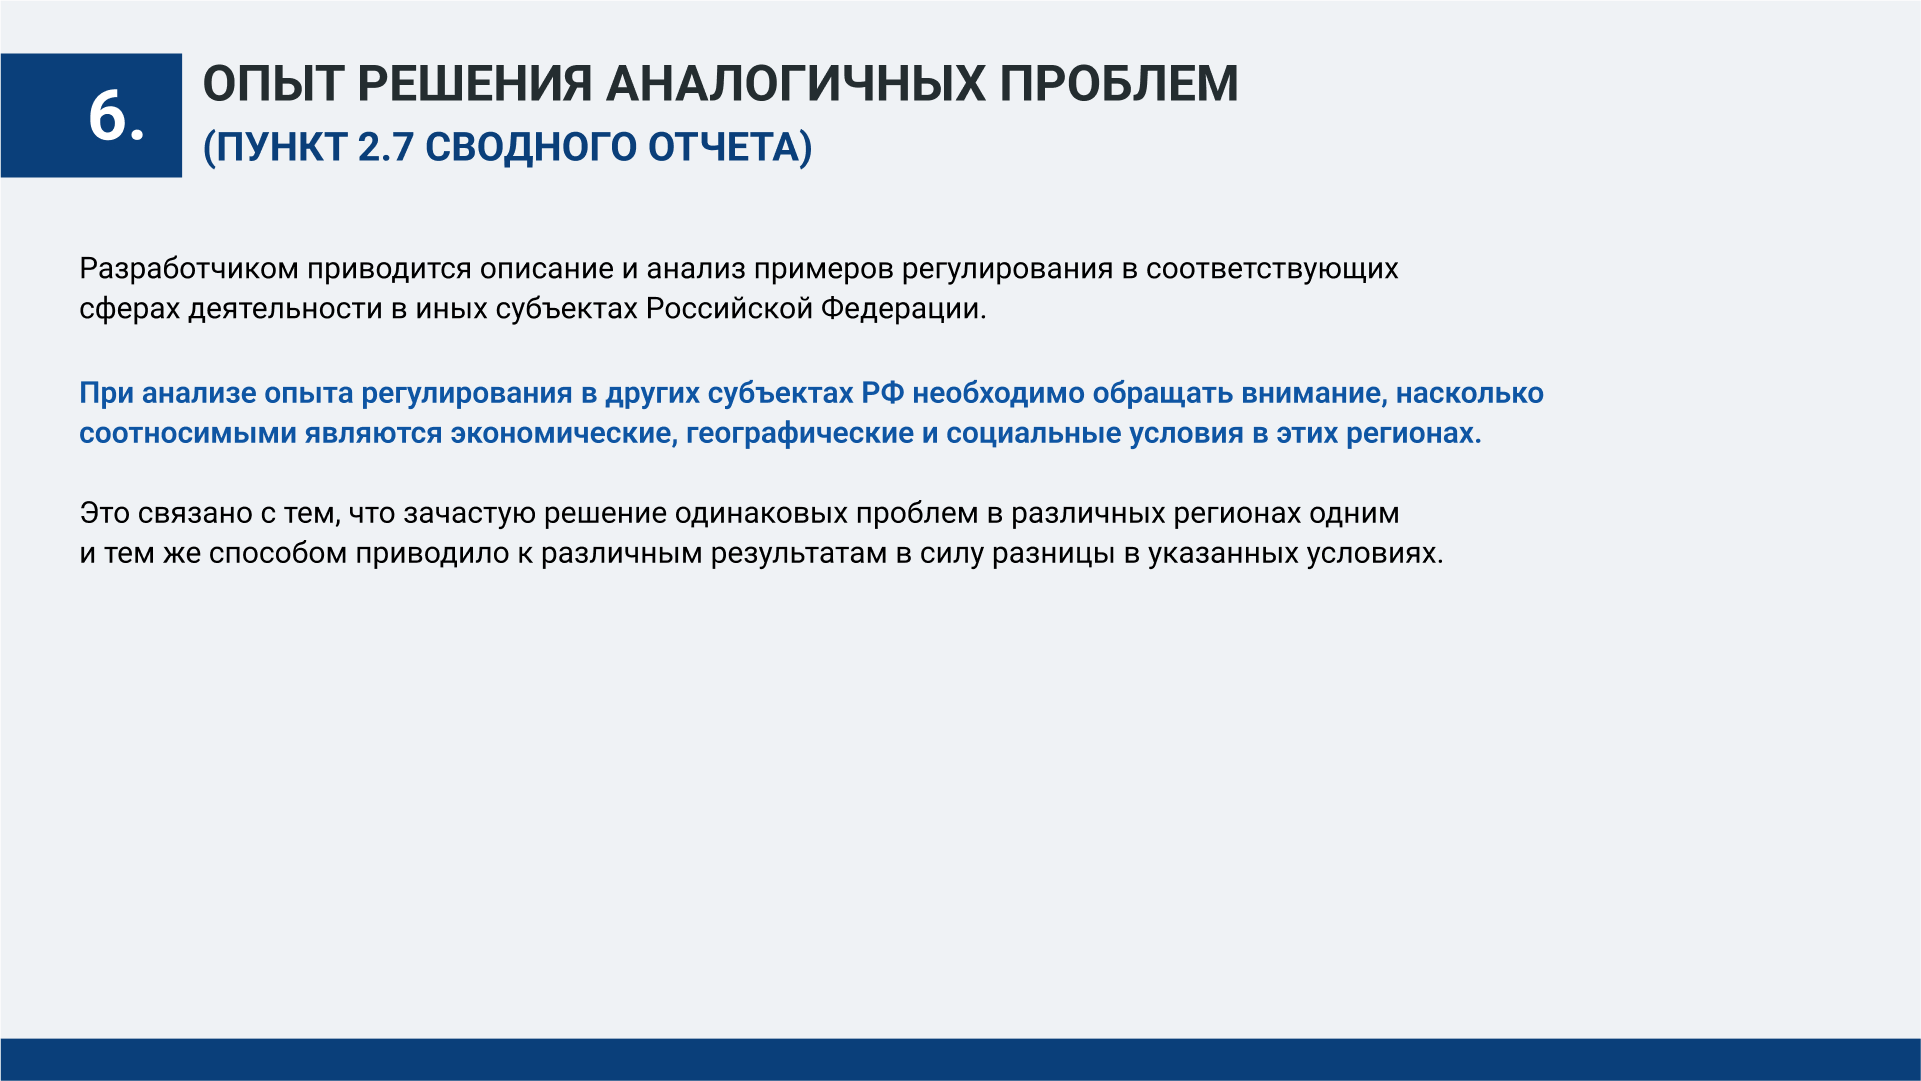 6.
ОПЫТ РЕШЕНИЯ АНАЛОГИЧНЫХ ПРОБЛЕМ
(ПУНКТ 2.7 СВОДНОГО ОТЧЕТА)
Разработчиком приводится описание и анализ примеров регулирования в соответствующих
сферах деятельности в иных субъектах Российской Федерации.
При анализе опыта регулирования в других субъектах РФ необходимо обращать внимание, насколько
соотносимыми являются экономические, географические и социальные условия в этих регионах.
Это связано с тем, что зачастую решение одинаковых проблем в различных регионах одним
и тем же способом приводило к различным результатам в силу разницы в указанных условиях.